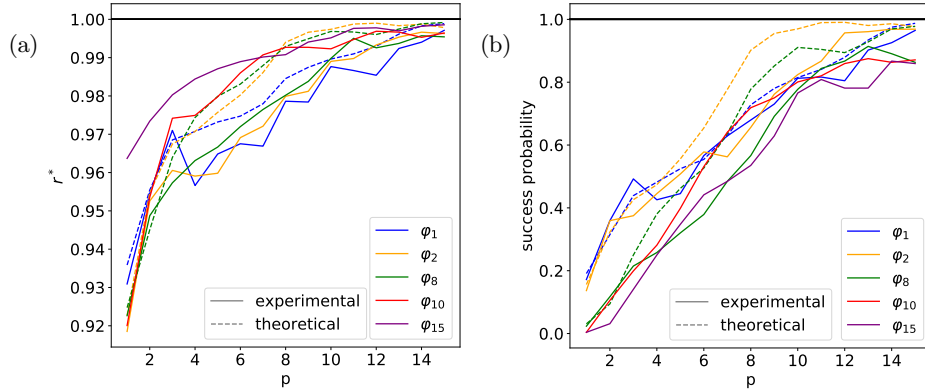 (a)
1.00
0.99
0.98
0.97
0.96
0.95
0.94
0.93
0.92
r*
2 4 6 8 10 12 14
p
experimental
theoretical
φ1
φ2
φ8
φ10
φ15
(b)
1.0
0.8
0.6
0.4
0.2
0.0
success probability
2 4 6 8 10 12 14
p
experimental
theoretical
φ1
φ2
φ8
φ10
φ15